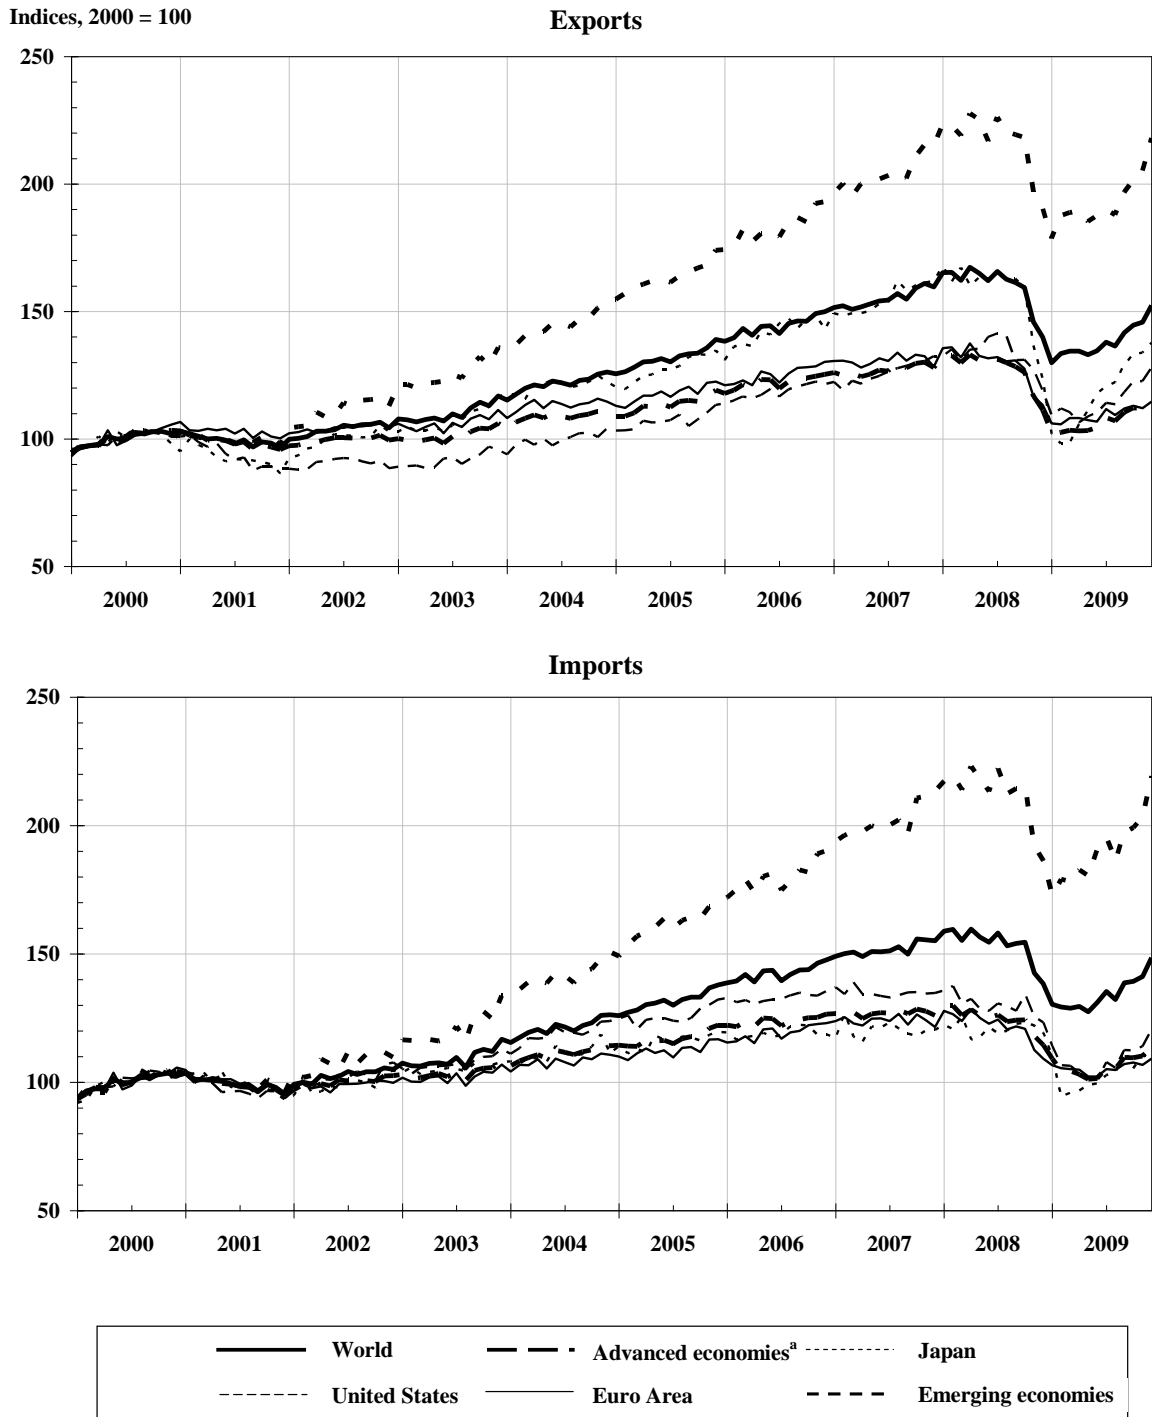 Indices, 2000 = 100
Exports
250
200
150
100
50
2000 2001 2002 2003 2004 2005 2006 2007 2008 2009
Imports
250
200
150
100
50
2000 2001 2002 2003 2004 2005 2006 2007 2008 2009
World Advanced economiesᵃ Japan
United States Euro Area Emerging economies